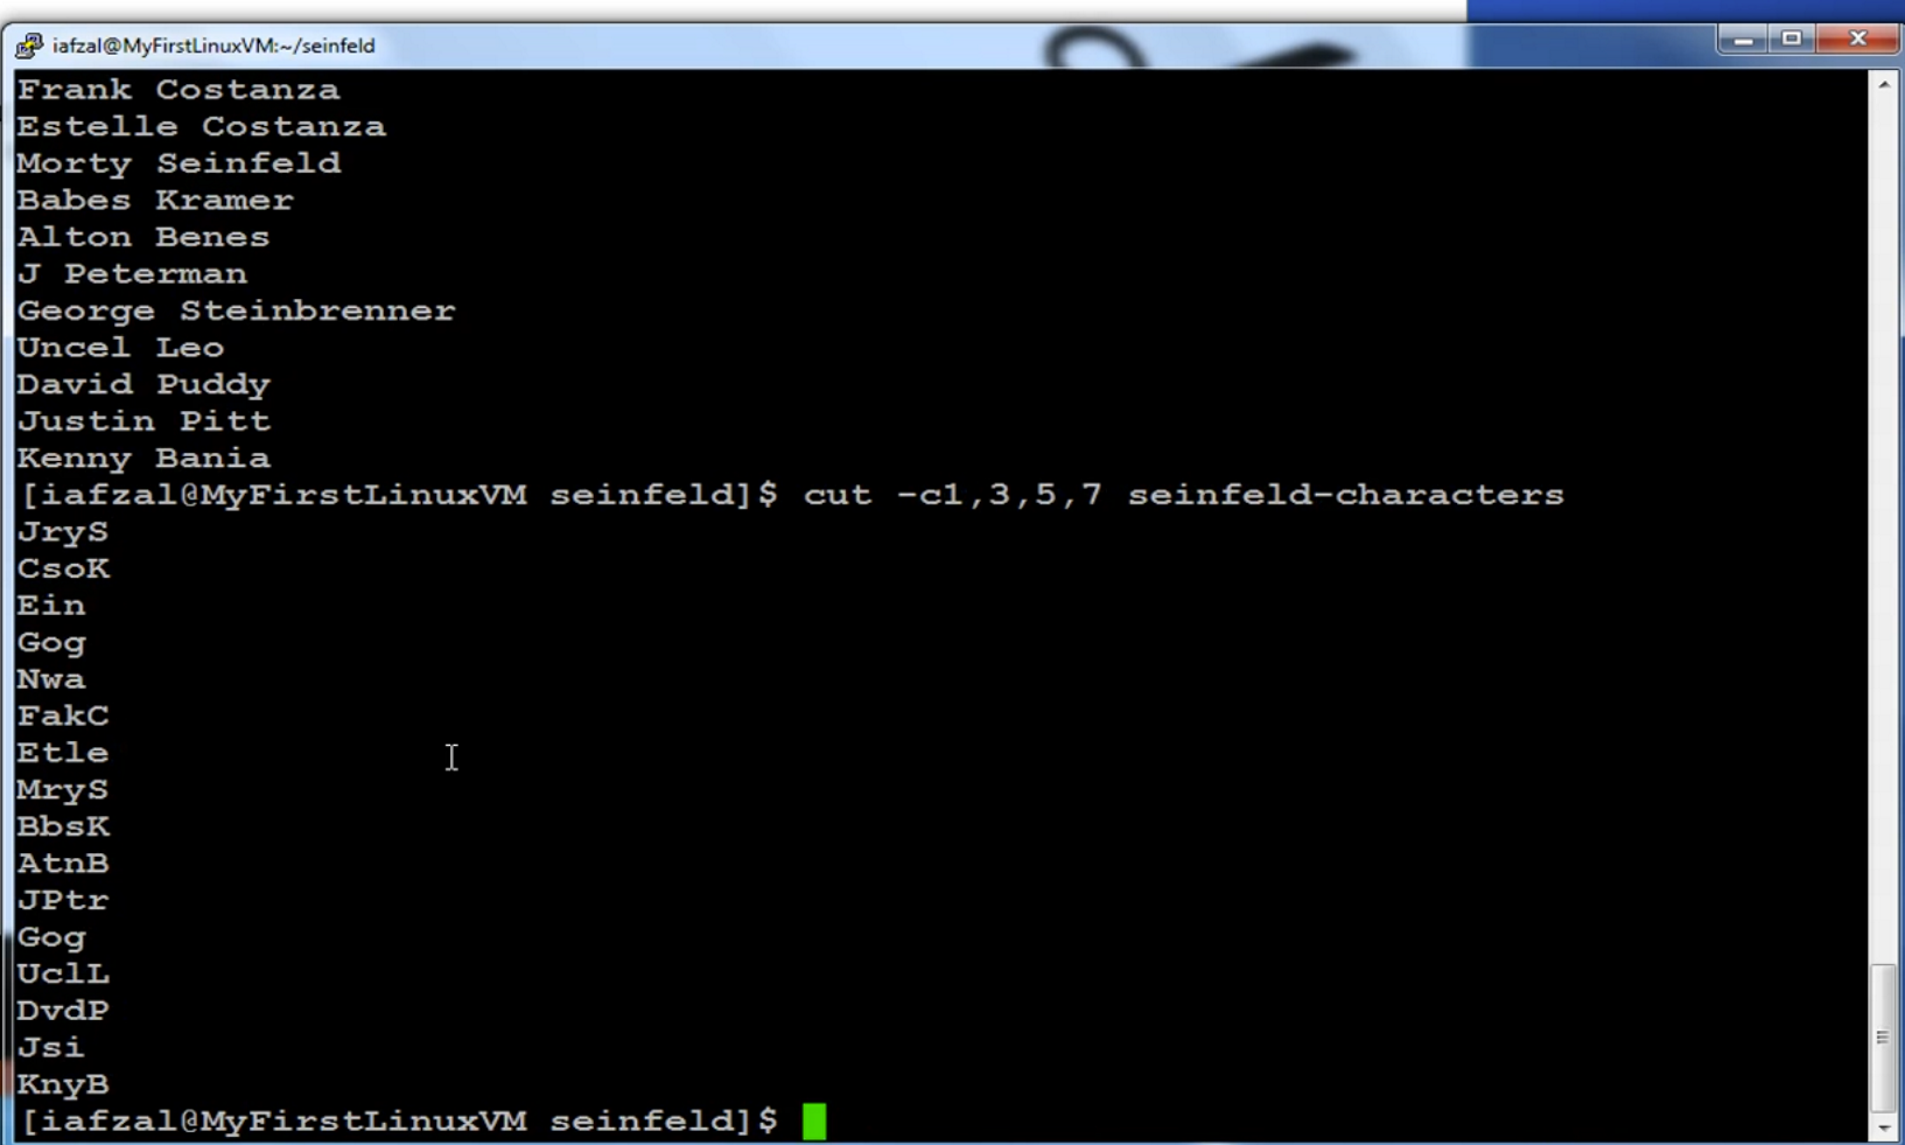 iafzal@MyFirstLinuxVM:~/seinfeld
Frank Costanza
Estelle Costanza
Morty Seinfeld
Babes Kramer
Alton Benes
J Peterman
George Steinbrenner
Uncel Leo
David Puddy
Justin Pitt
Kenny Bania
[iafzal@MyFirstLinuxVM seinfeld]$ cut -c1,3,5,7 seinfeld-characters
JryS
CsoK
Ein
Gog
Nwa
FakC
Etle
MryS
BbsK
AtnB
JPtr
Gog
UclL
DvdP
Jsi
KnyB
[iafzal@MyFirstLinuxVM seinfeld]$